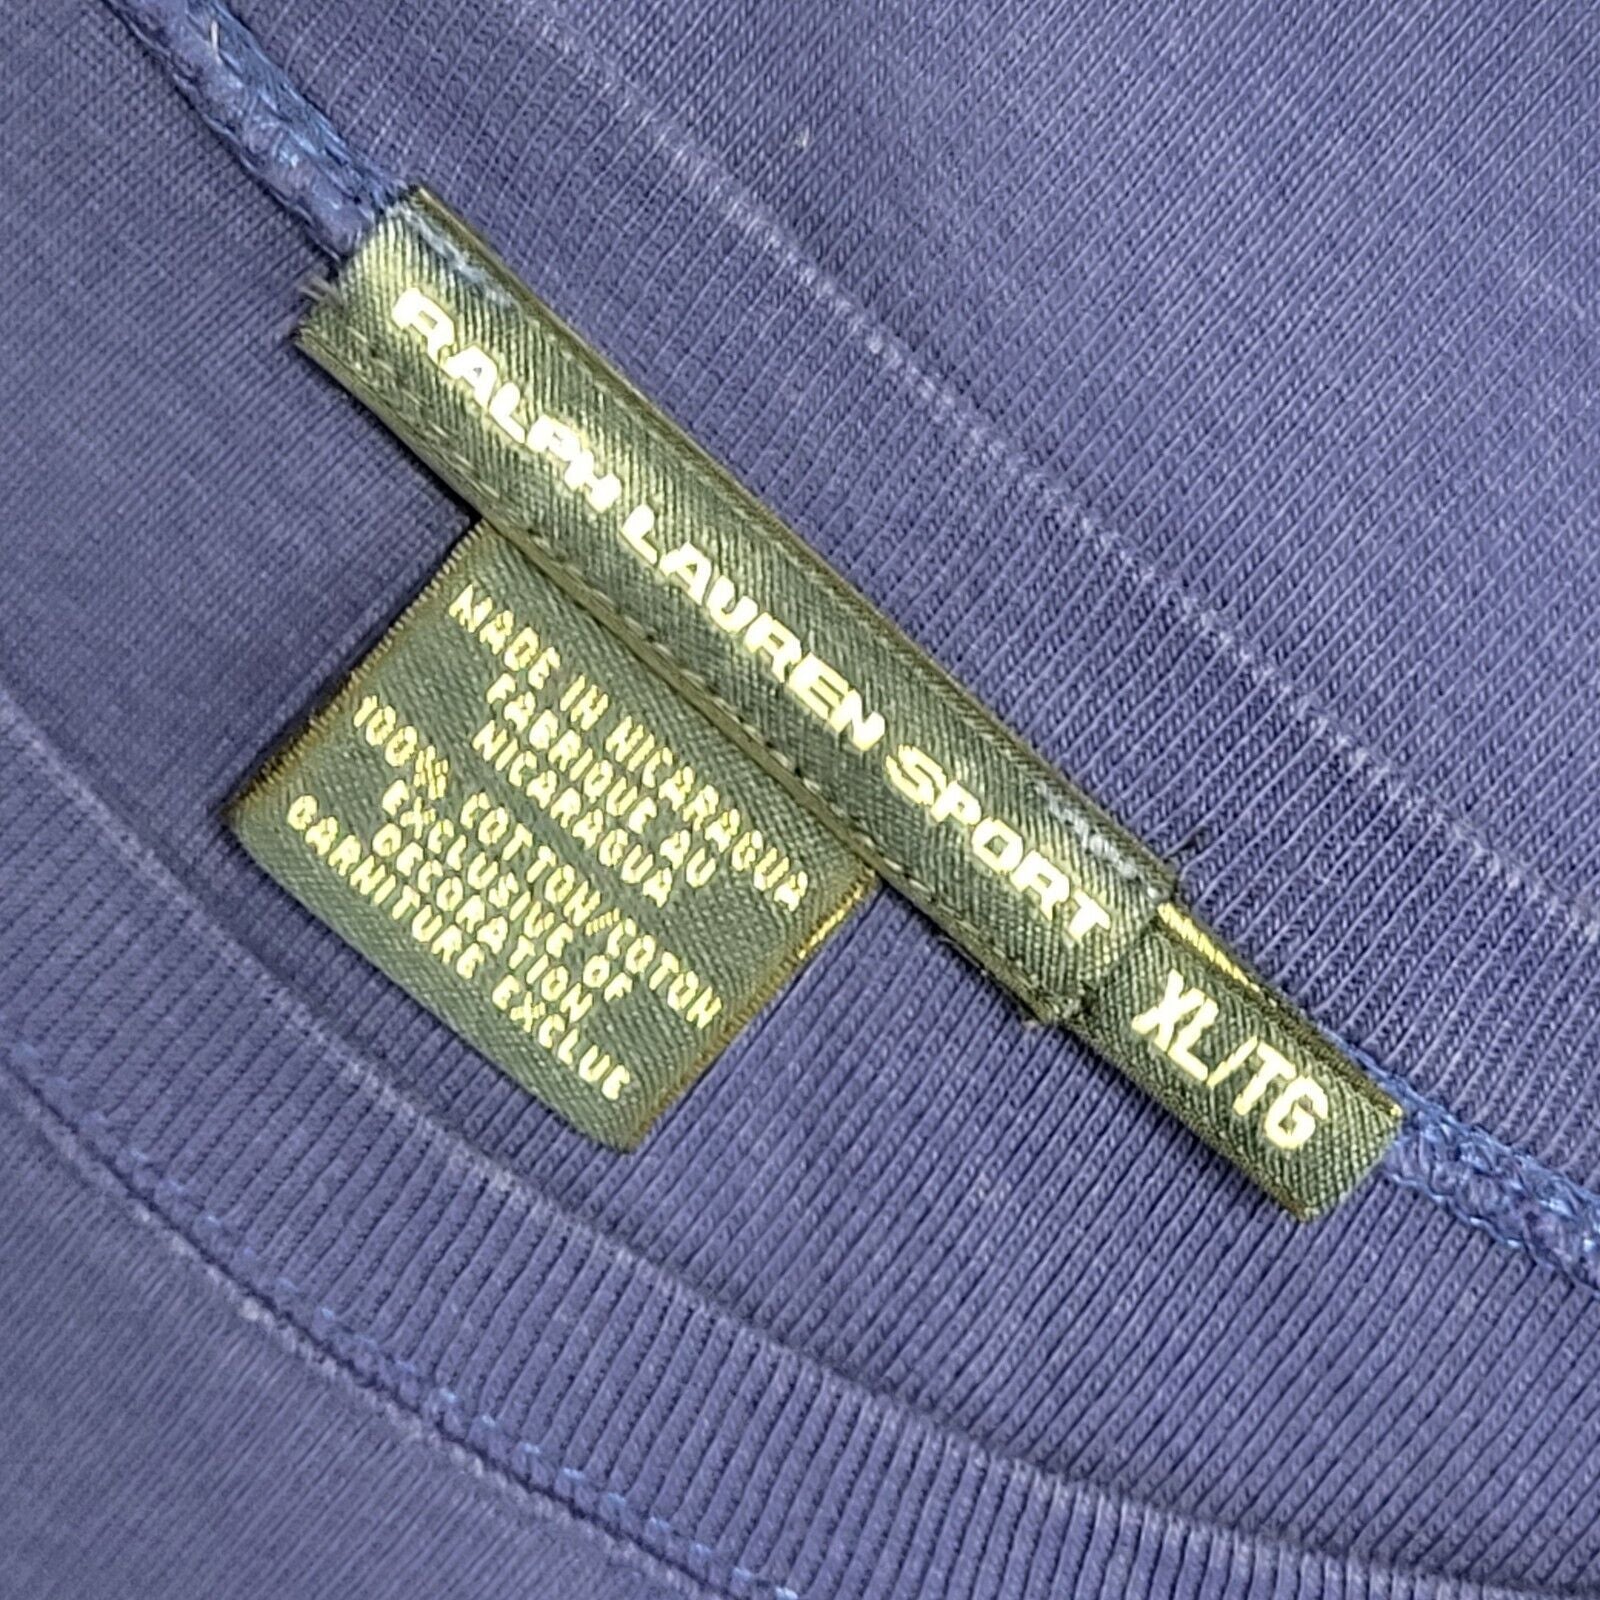 RALPH LAUREN SPORT
XL/TG
MADE IN NICARAGUA
FABRIQUE AU
NICARAGUA
100% COTTON/COTON
EXCLUSIVE OF
DECORATION
GARNITURE EXCLUE